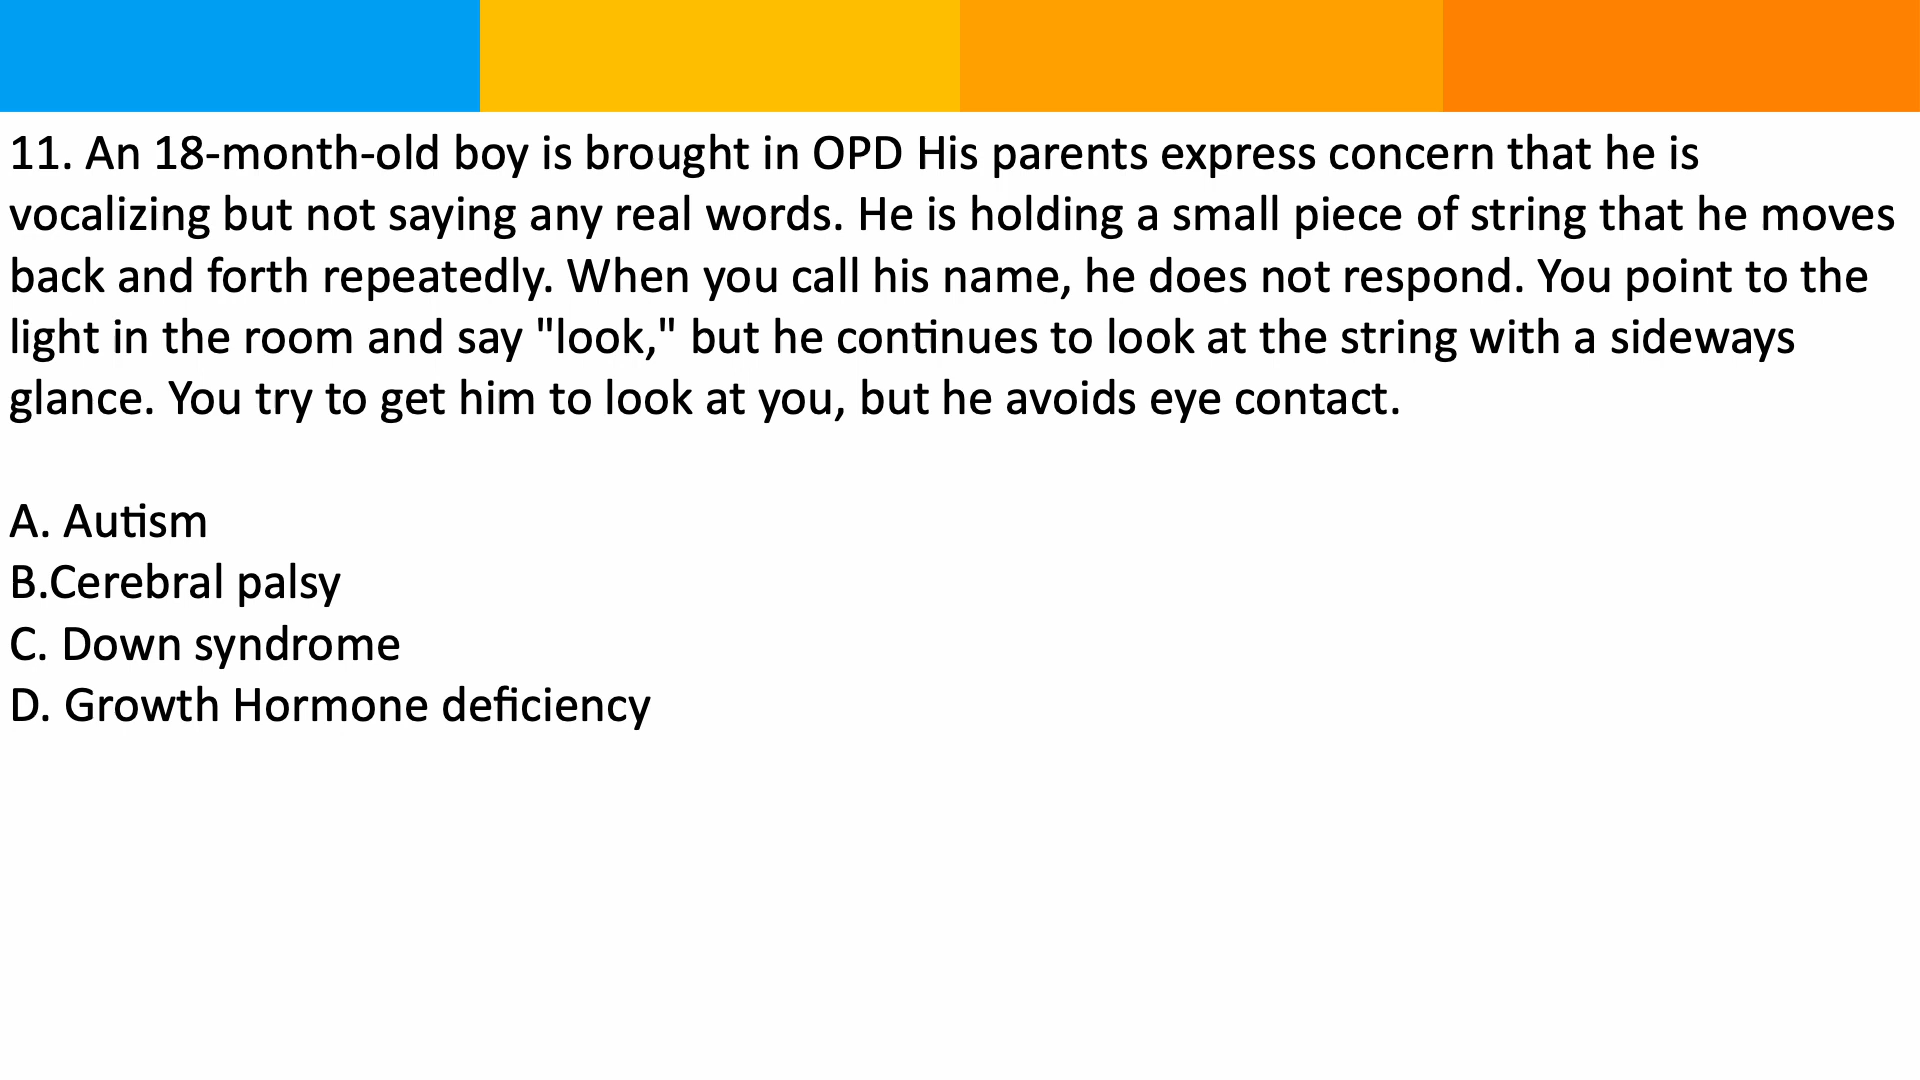 11. An 18-month-old boy is brought in OPD His parents express concern that he is
vocalizing but not saying any real words. He is holding a small piece of string that he moves
back and forth repeatedly. When you call his name, he does not respond. You point to the
light in the room and say "look," but he continues to look at the string with a sideways
glance. You try to get him to look at you, but he avoids eye contact.
A. Autism
B.Cerebral palsy
C. Down syndrome
D. Growth Hormone deficiency